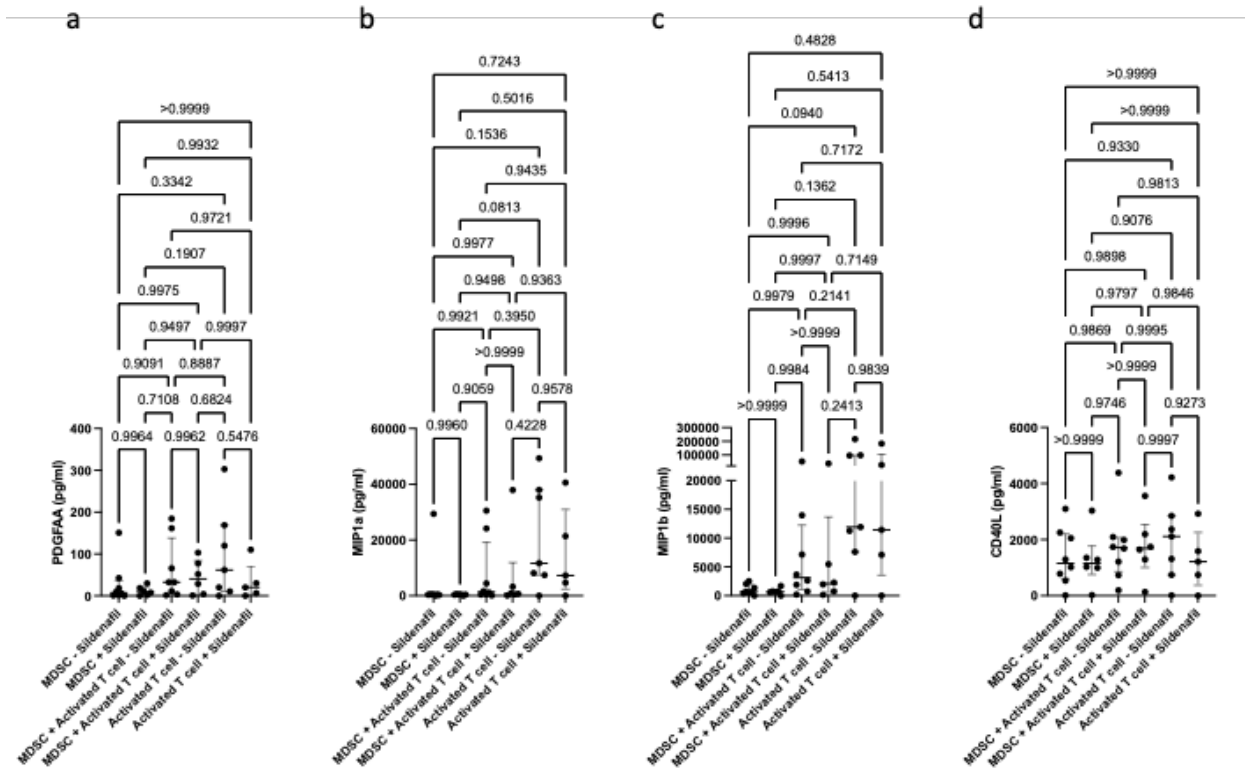 a
b
c
d
>0.9999
0.9932
0.3342
0.9721
0.1907
0.9975
0.9497
0.9997
0.9091
0.8887
0.7108
0.6824
0.9964
0.9962
0.5476
PDGFAA (pg/ml)
400
300
200
100
0
MDSC - Sildenafil
MDSC + Sildenafil
MDSC + Activated T cell - Sildenafil
MDSC + Activated T cell + Sildenafil
Activated T cell - Sildenafil
Activated T cell + Sildenafil
0.7243
0.5016
0.1536
0.9435
0.0813
0.9977
0.9498
0.9363
0.9921
0.3950
>0.9999
0.9059
0.9578
0.9960
0.4228
MIP1a (pg/ml)
60000
40000
20000
0
MDSC - Sildenafil
MDSC + Sildenafil
MDSC + Activated T cell - Sildenafil
MDSC + Activated T cell + Sildenafil
Activated T cell - Sildenafil
Activated T cell + Sildenafil
0.4828
0.5413
0.0940
0.7172
0.1362
0.9996
0.9997
0.7149
0.9979
0.2141
>0.9999
0.9984
0.9839
>0.9999
0.2413
MIP1b (pg/ml)
300000
200000
100000
20000
15000
10000
5000
0
MDSC - Sildenafil
MDSC + Sildenafil
MDSC + Activated T cell - Sildenafil
MDSC + Activated T cell + Sildenafil
Activated T cell - Sildenafil
Activated T cell + Sildenafil
>0.9999
>0.9999
0.9330
0.9813
0.9076
0.9898
0.9797
0.9846
0.9869
0.9995
>0.9999
0.9746
0.9273
>0.9999
0.9997
CD40L (pg/ml)
6000
4000
2000
0
MDSC - Sildenafil
MDSC + Sildenafil
MDSC + Activated T cell - Sildenafil
MDSC + Activated T cell + Sildenafil
Activated T cell - Sildenafil
Activated T cell + Sildenafil